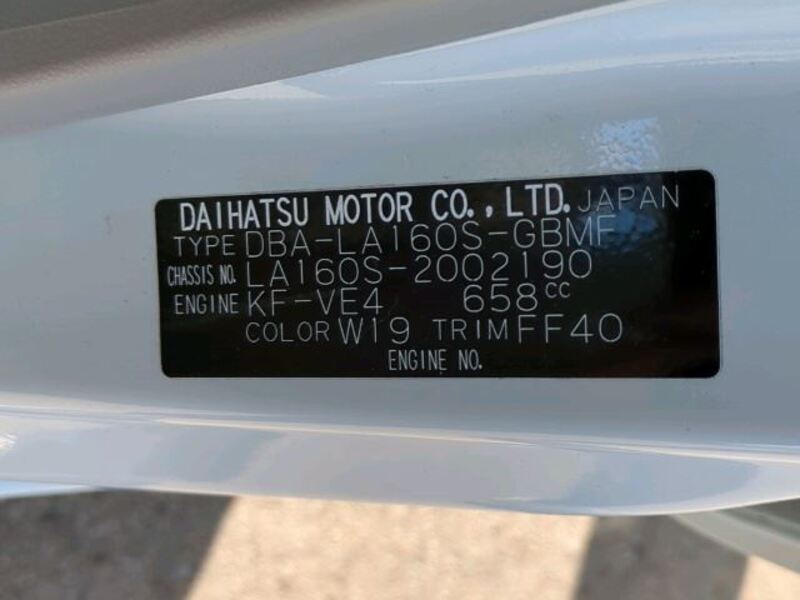 DAIHATSU MOTOR CO., LTD. JAPAN
TYPE DBA-LA160S-GBMF
CHASSIS NO. LA160S-2002190
ENGINE KF-VE4 658cc
COLOR W19 TRIM FF40
ENGINE NO.